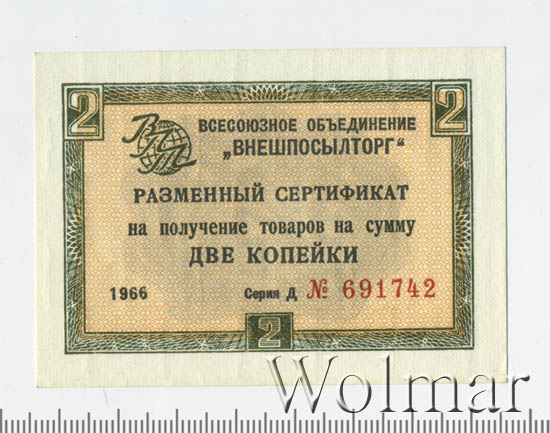 2 2
ВПТ
ВСЕСОЮЗНОЕ ОБЪЕДИНЕНИЕ
„ВНЕШПОСЫЛТОРГ“
РАЗМЕННЫЙ СЕРТИФИКАТ
на получение товаров на сумму
ДВЕ КОПЕЙКИ
1966 Серия Д № 691742
2
Wolmar